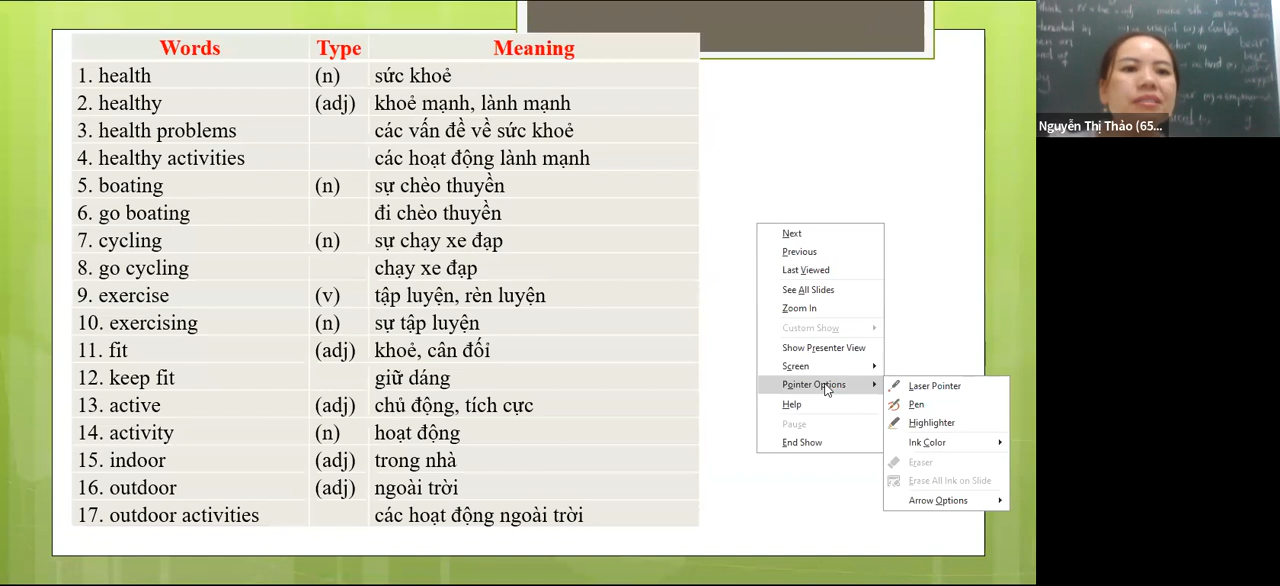 Words Type Meaning
1. health (n) sức khoẻ
2. healthy (adj) khoẻ mạnh, lành mạnh
3. health problems các vấn đề về sức khoẻ
4. healthy activities các hoạt động lành mạnh
5. boating (n) sự chèo thuyền
6. go boating đi chèo thuyền
7. cycling (n) sự chạy xe đạp
8. go cycling chạy xe đạp
9. exercise (v) tập luyện, rèn luyện
10. exercising (n) sự tập luyện
11. fit (adj) khoẻ, cân đối
12. keep fit giữ dáng
13. active (adj) chủ động, tích cực
14. activity (n) hoạt động
15. indoor (adj) trong nhà
16. outdoor (adj) ngoài trời
17. outdoor activities các hoạt động ngoài trời
Next
Previous
Last Viewed
See All Slides
Zoom In
Custom Show
Show Presenter View
Screen
Pointer Options
Help
Pause
End Show
Laser Pointer
Pen
Highlighter
Ink Color
Eraser
Erase All Ink on Slide
Arrow Options
bear
Nguyễn Thị Thảo (65...